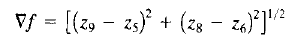 ∇f = [(z₉ − z₅)² + (z₈ − z₆)²]^{1/2}